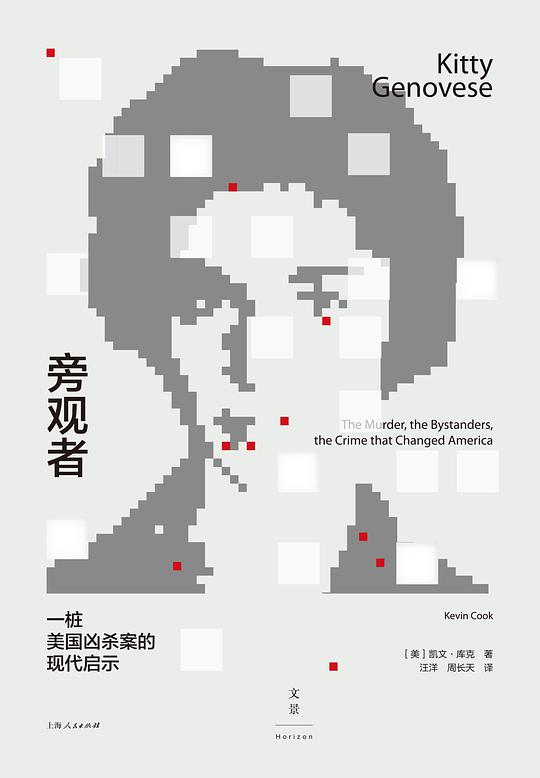 Kitty
Genovese
旁观者
The Murder, the Bystanders,
the Crime that Changed America
一桩
美国凶杀案的
现代启示
Kevin Cook
[美] 凯文·库克 著
汪洋 周长天 译
文
景
Horizon
上海人民出版社